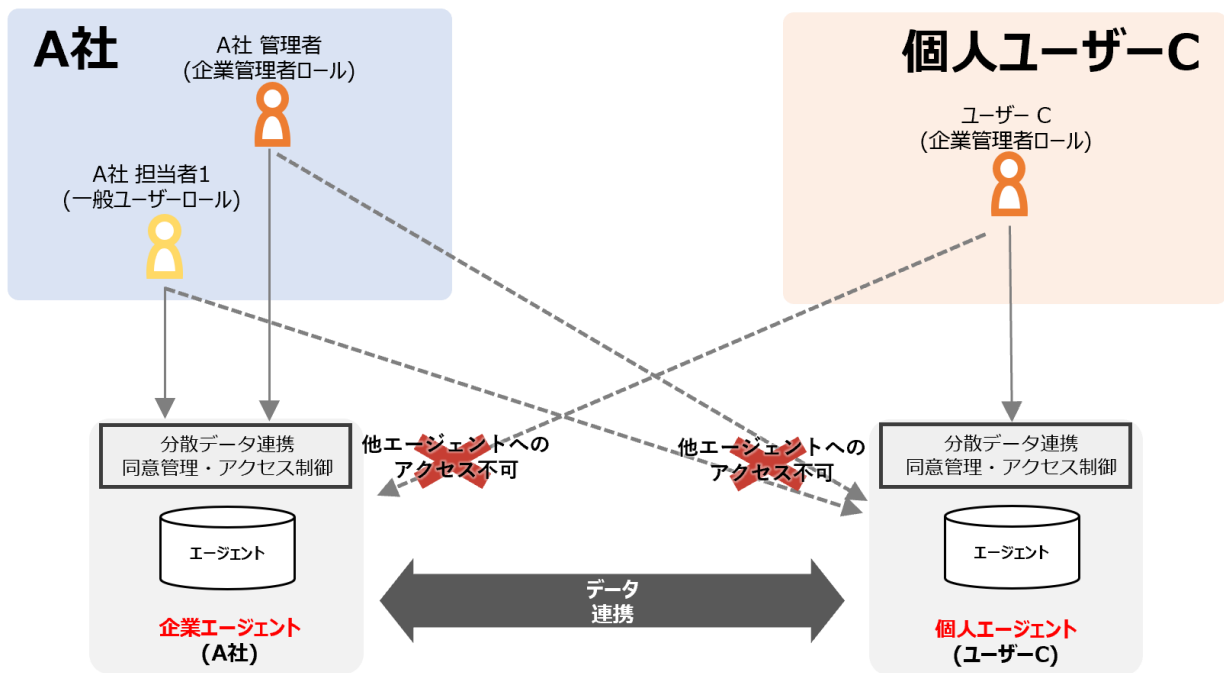 A社
A社 管理者
(企業管理者ロール)
A社 担当者1
(一般ユーザーロール)
個人ユーザーC
ユーザー C
(企業管理者ロール)
分散データ連携
同意管理・アクセス制御
他エージェントへの
アクセス不可
他エージェントへの
アクセス不可
分散データ連携
同意管理・アクセス制御
エージェント
エージェント
データ
連携
企業エージェント
(A社)
個人エージェント
(ユーザーC)